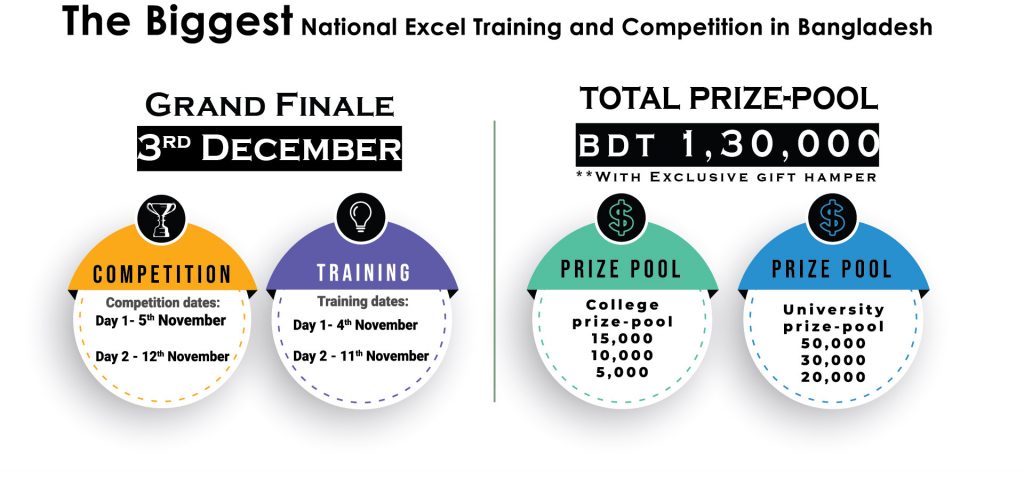 The Biggest National Excel Training and Competition in Bangladesh
GRAND FINALE
3RD DECEMBER
COMPETITION
Competition dates:
Day 1- 5th November
Day 2 - 12th November
TRAINING
Training dates:
Day 1- 4th November
Day 2 - 11th November
TOTAL PRIZE-POOL
BDT 1,30,000
**WITH EXCLUSIVE GIFT HAMPER
PRIZE POOL
College
prize-pool
15,000
10,000
5,000
PRIZE POOL
University
prize-pool
50,000
30,000
20,000